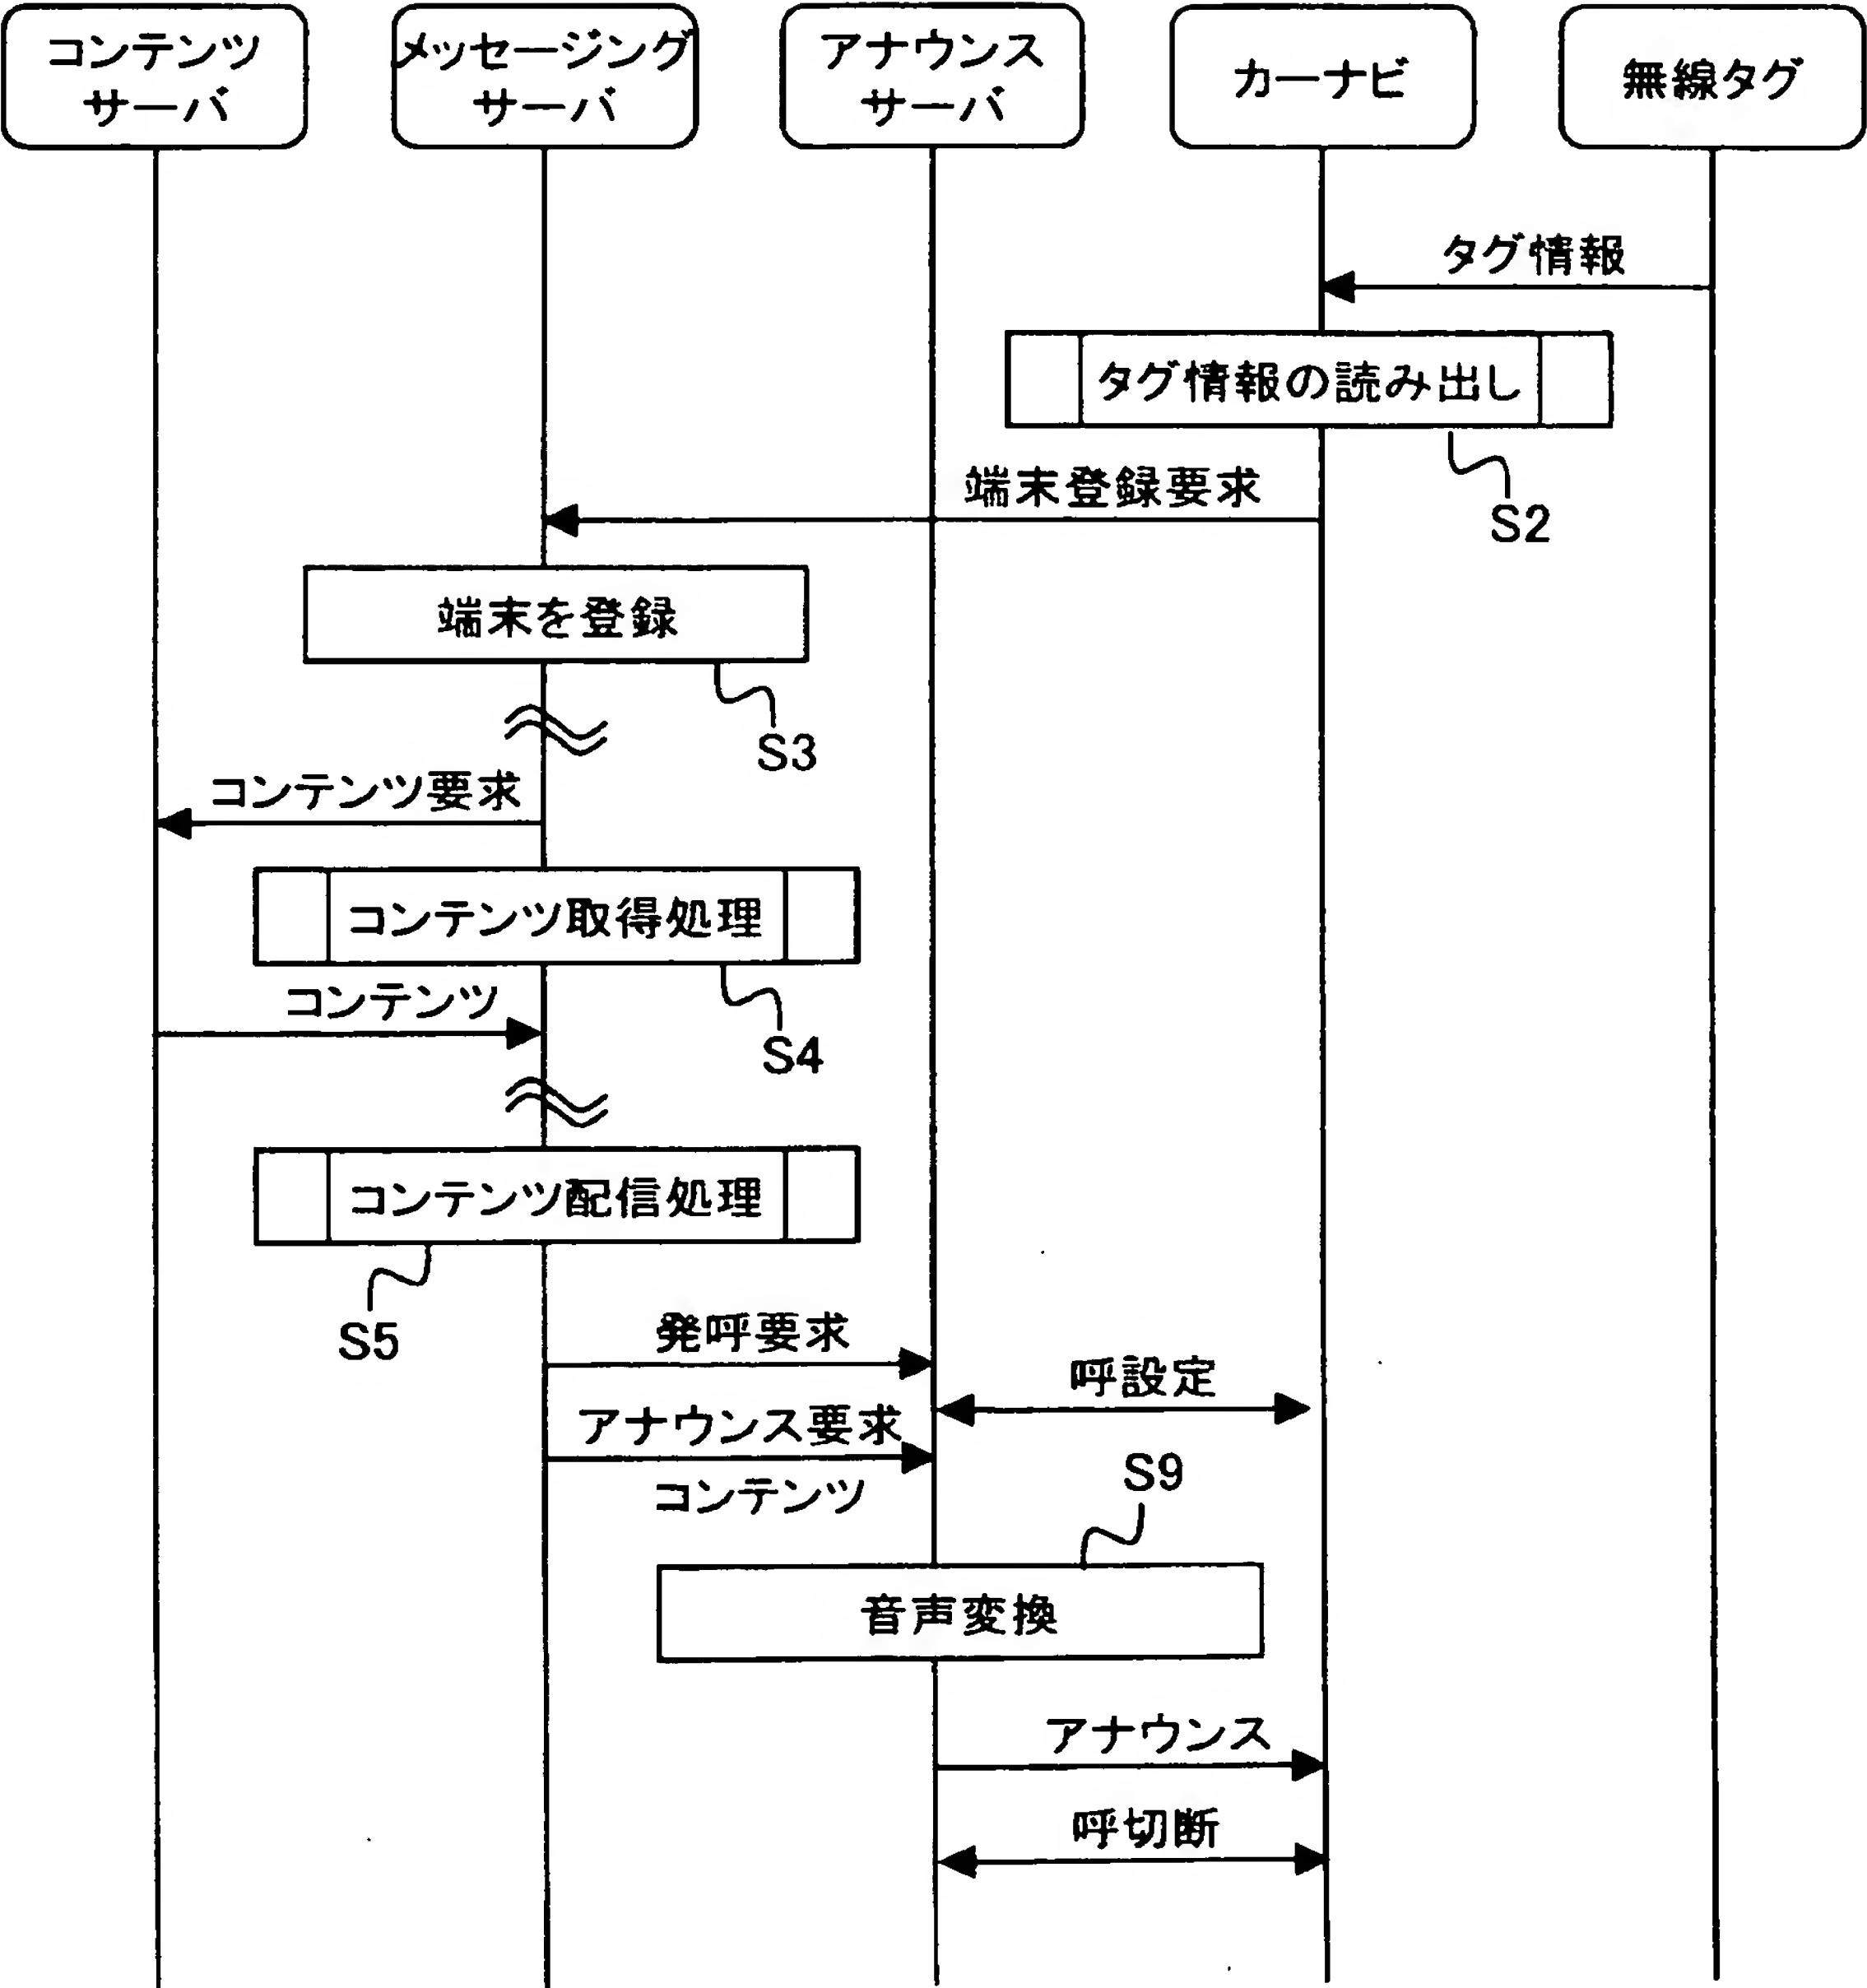 コンテンツ
サーバ
メッセージング
サーバ
アナウンス
サーバ
カーナビ
無線タグ
タグ情報
タグ情報の読み出し
S2
端末登録要求
端末を登録
S3
コンテンツ要求
コンテンツ取得処理
コンテンツ
S4
コンテンツ配信処理
S5
発呼要求
呼設定
アナウンス要求
コンテンツ
S9
音声変換
アナウンス
呼切断